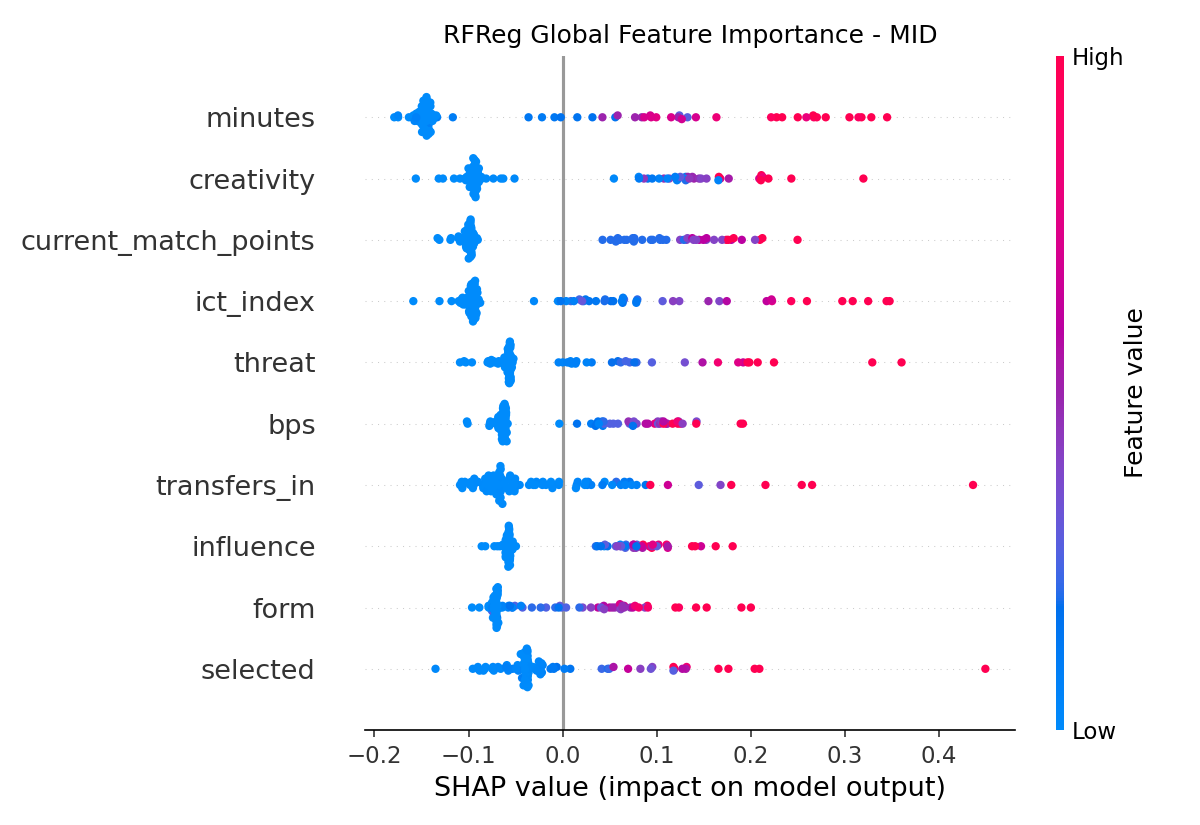 RFReg Global Feature Importance - MID
High
minutes
creativity
current_match_points
ict_index
threat
bps
transfers_in
influence
form
selected
Feature value
Low
−0.2 −0.1 0.0 0.1 0.2 0.3 0.4
SHAP value (impact on model output)